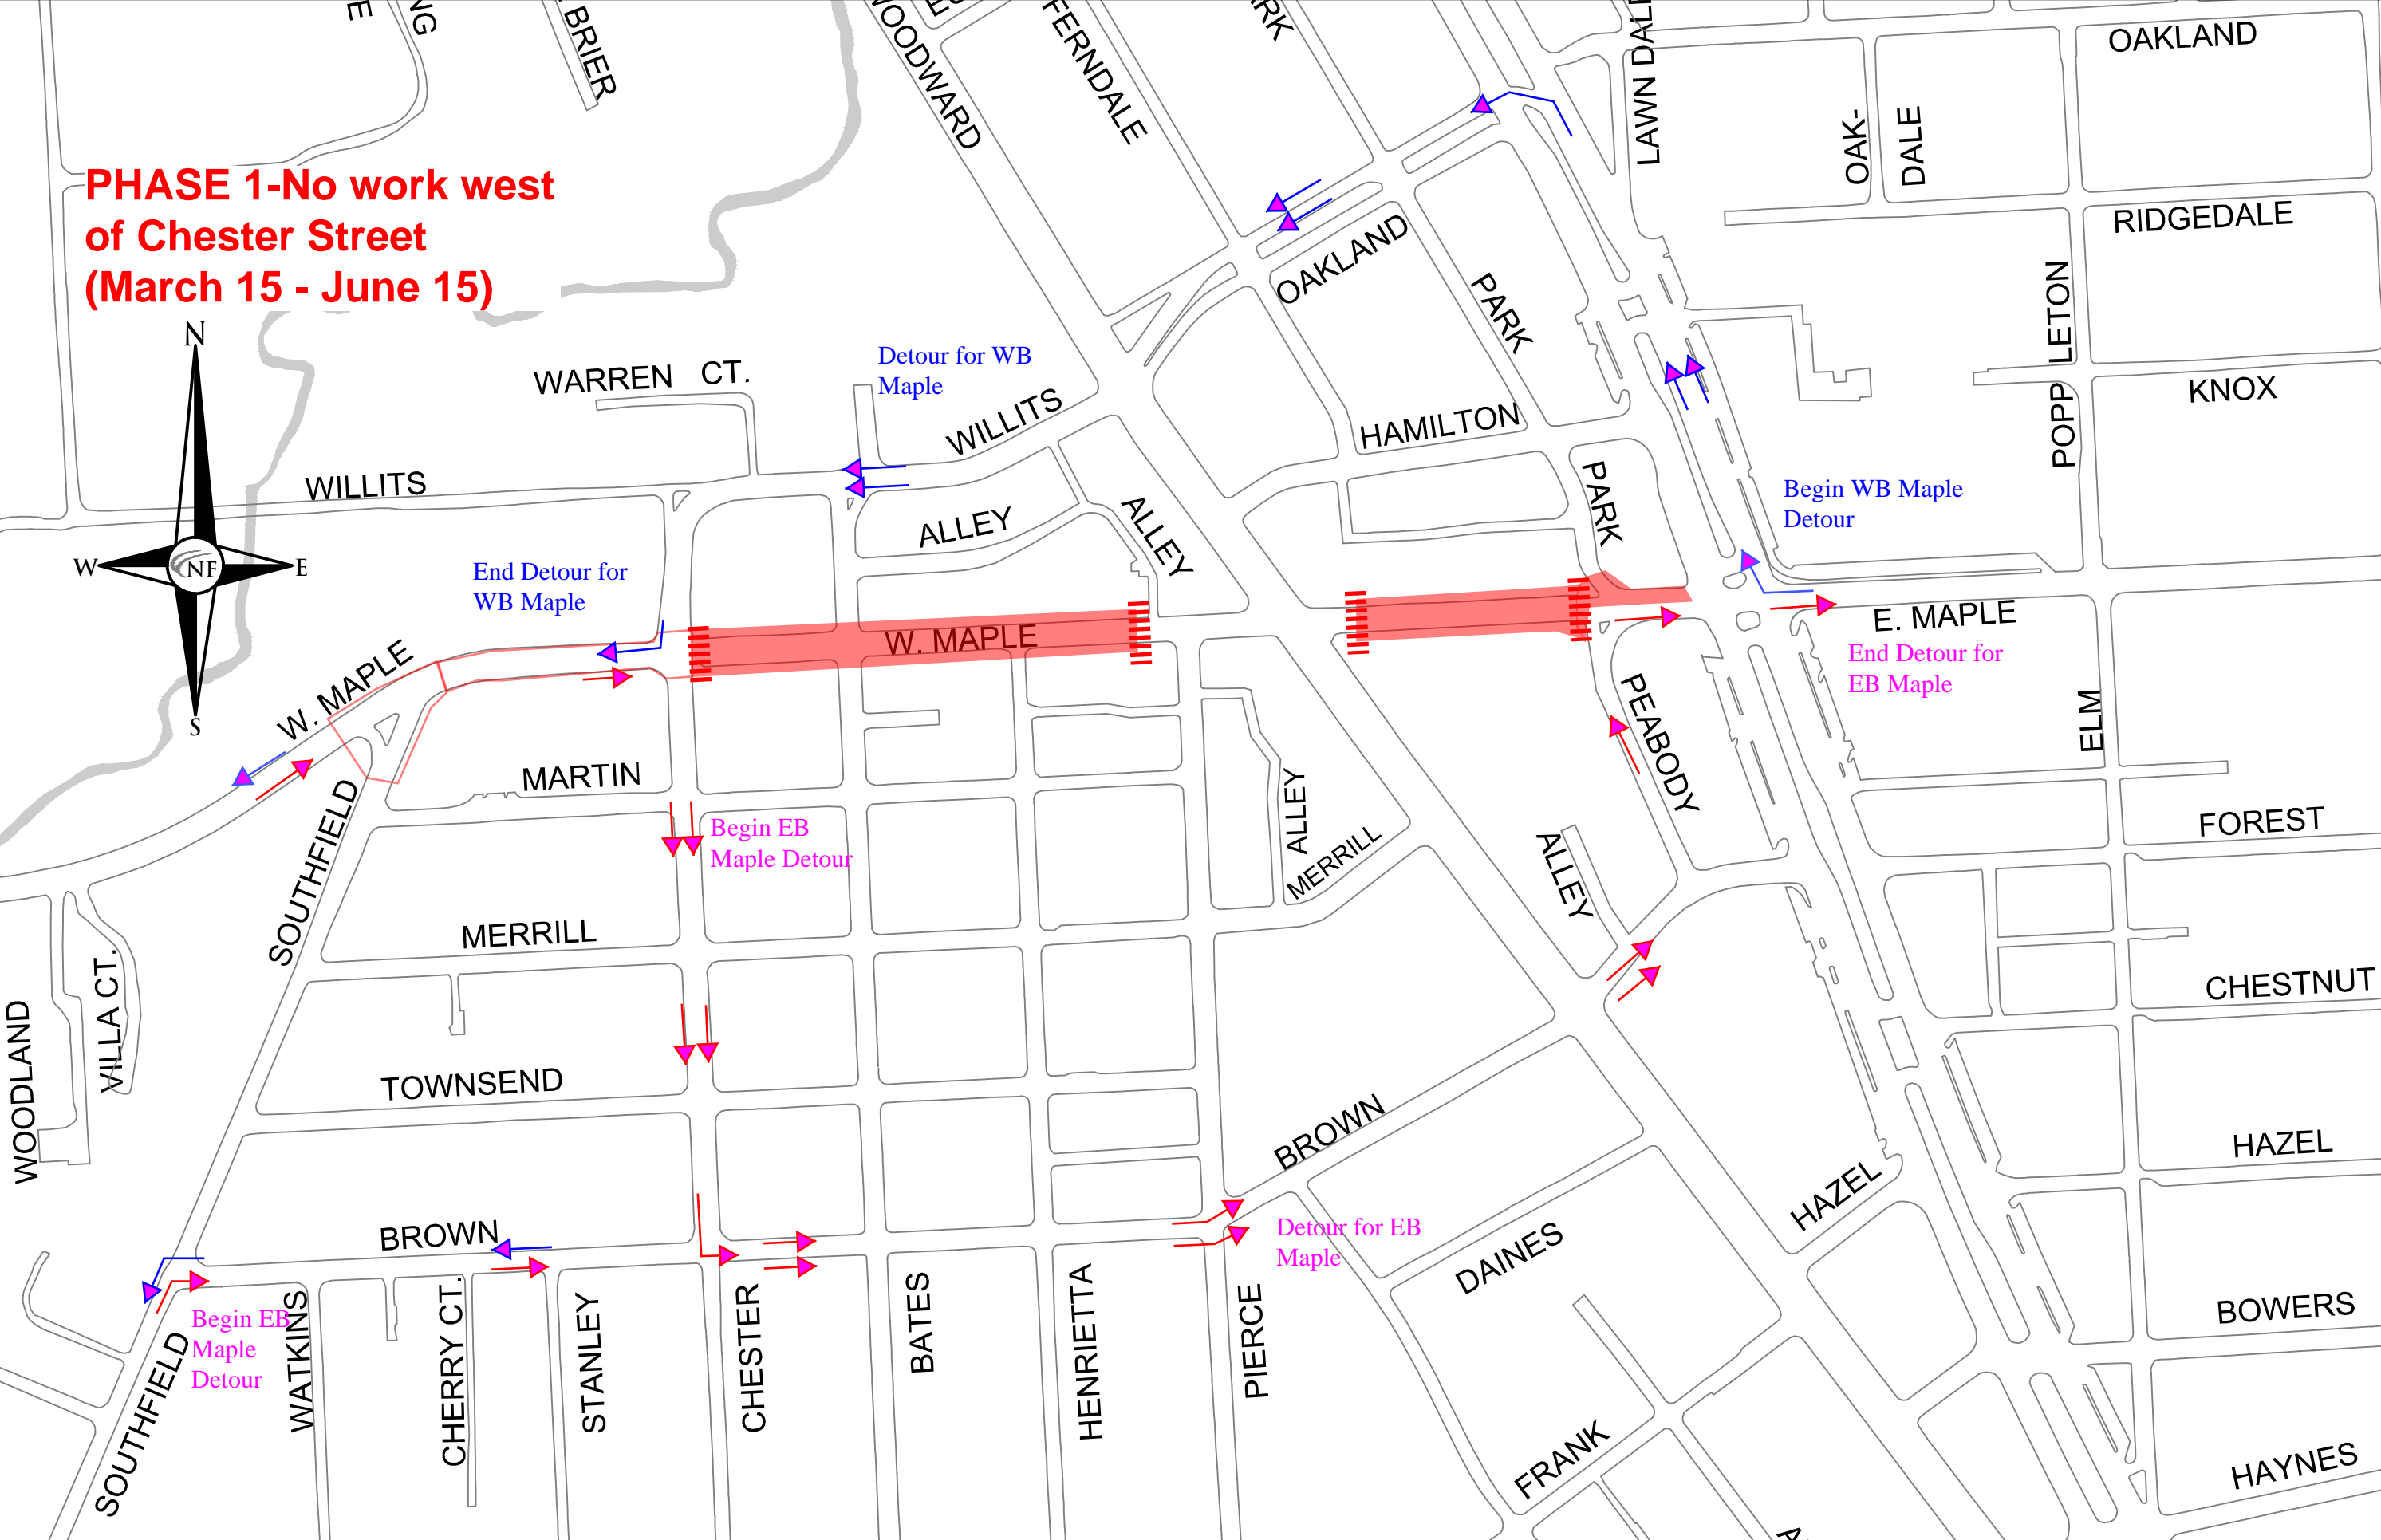 E
NG
BRIER
WOODWARD
FERNDALE
PARK
LAWN DALE
OAK-
DALE
OAKLAND
PHASE 1-No work west
of Chester Street
(March 15 - June 15)
RIDGEDALE
OAKLAND
PARK
POPP LETON
KNOX
N
W
E
S
NF
WARREN CT.
Detour for WB
Maple
WILLITS
HAMILTON
WILLITS
PARK
Begin WB Maple
Detour
ALLEY
ALLEY
End Detour for
WB Maple
W. MAPLE
W. MAPLE
E. MAPLE
End Detour for
EB Maple
PEABODY
ELM
MARTIN
SOUTHFIELD
Begin EB
Maple Detour
ALLEY
MERRILL
ALLEY
FOREST
MERRILL
CHESTNUT
WOODLAND
VILLA CT.
TOWNSEND
BROWN
HAZEL
HAZEL
BROWN
Detour for EB
Maple
DAINES
BOWERS
Begin EB
Maple
Detour
SOUTHFIELD
WATKINS
CHERRY CT.
STANLEY
CHESTER
BATES
HENRIETTA
PIERCE
FRANK
HAYNES